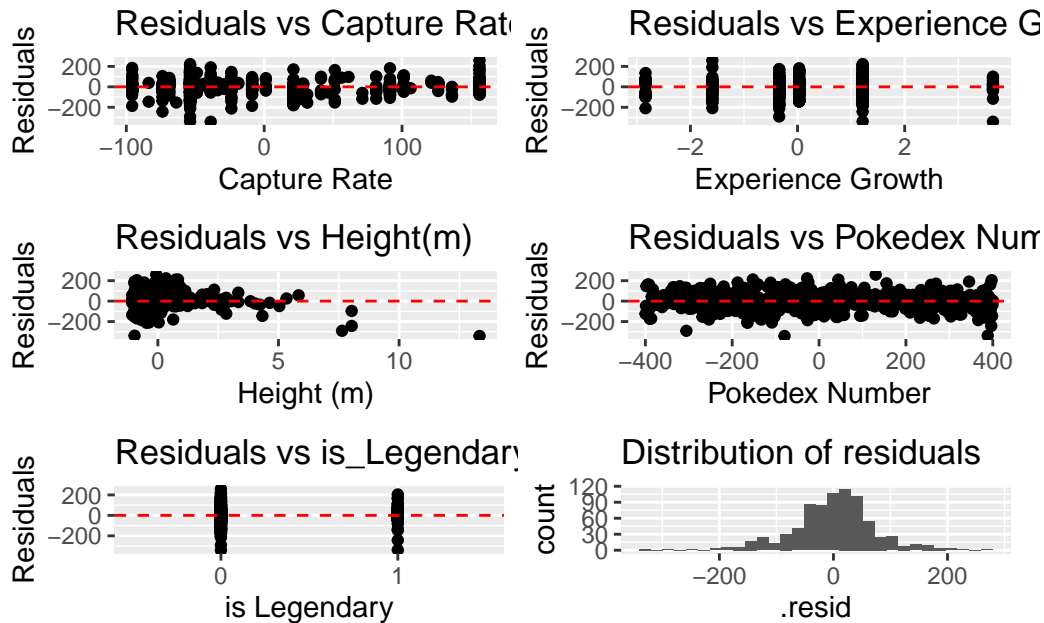 Residuals vs Capture Rate
Residuals
200
0
−200
−100
0
100
Capture Rate
Residuals vs Experience G
Residuals
200
0
−200
−2
0
2
Experience Growth
Residuals vs Height(m)
Residuals
200
0
−200
0
5
10
Height (m)
Residuals vs Pokedex Num
Residuals
200
0
−200
−400
−200
0
200
400
Pokedex Number
Residuals vs is_Legendary
Residuals
200
0
−200
0
1
is Legendary
Distribution of residuals
count
120
90
60
30
0
−200
0
200
.resid